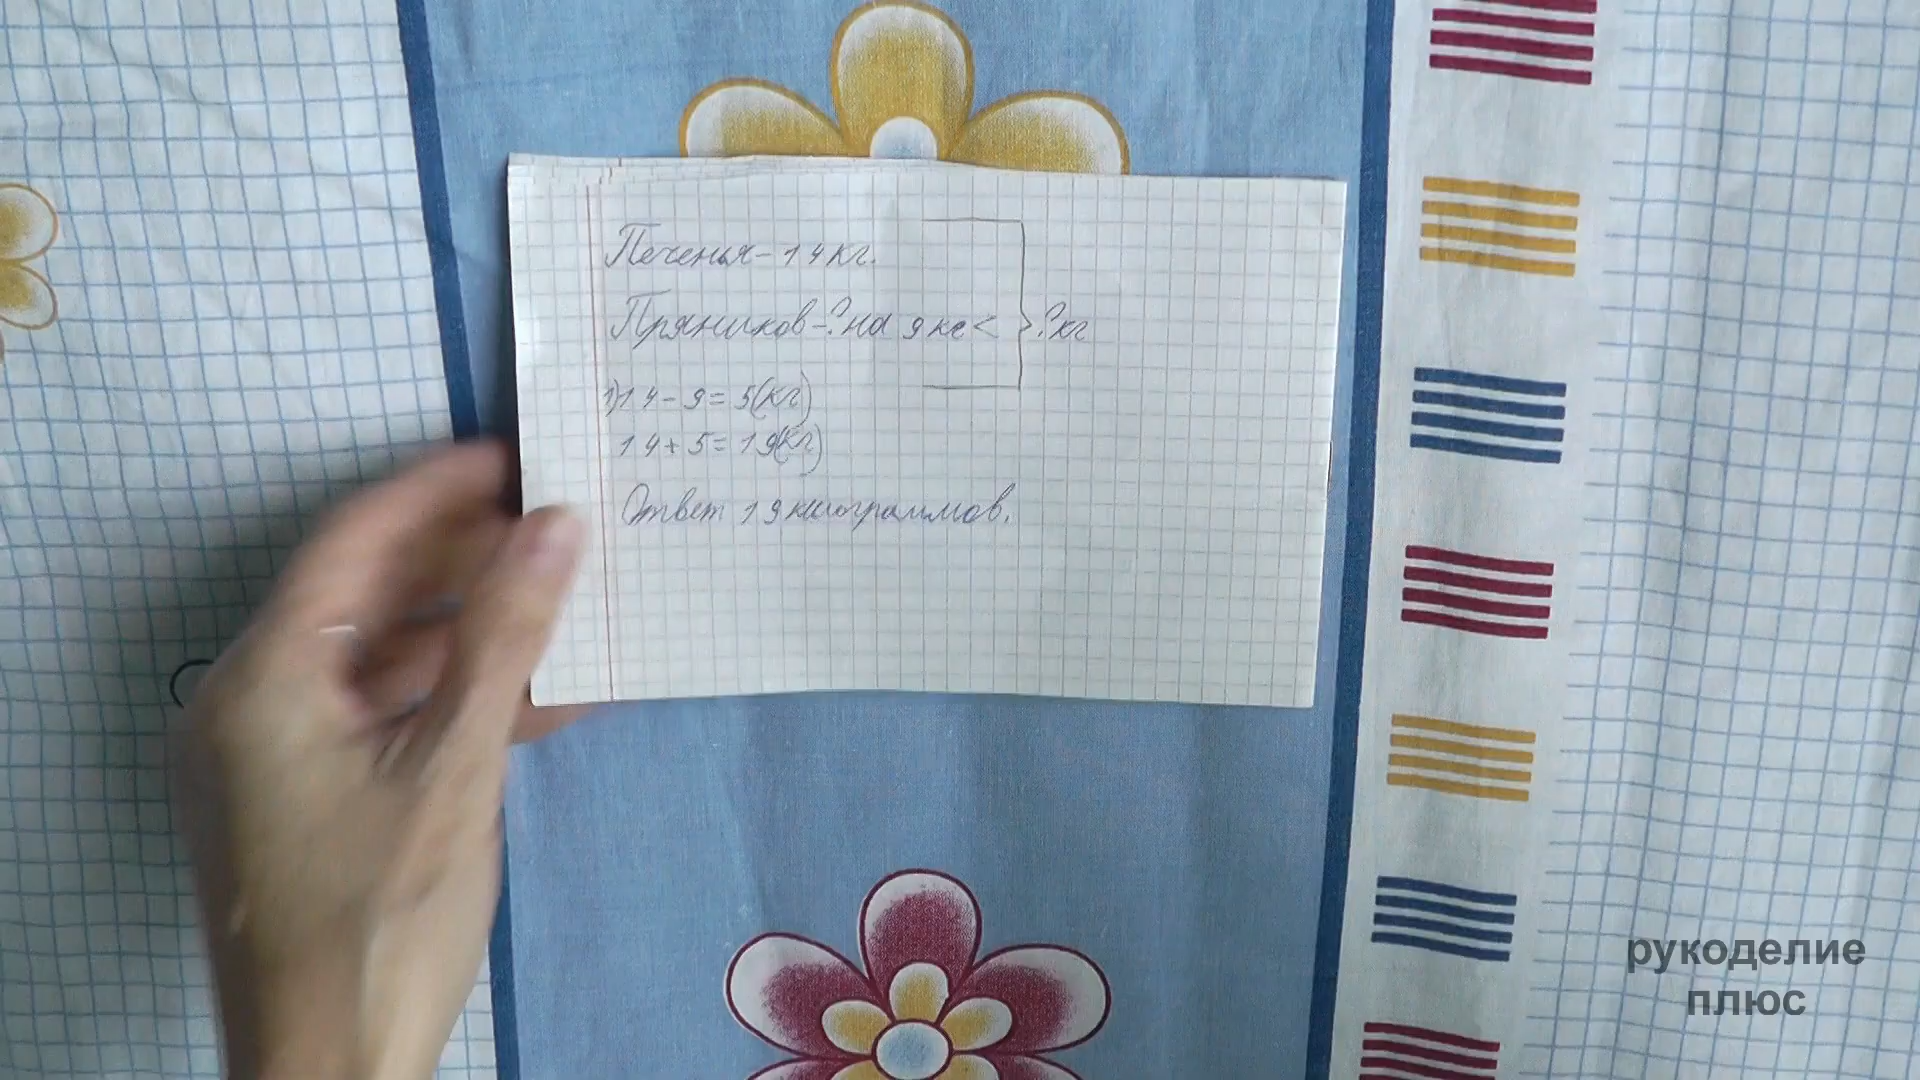 Печенья - 14 кг.
Пряников - ? на 9 кг < ? кг
1) 14 - 9 = 5(кг)
14 + 5 = 19(кг)
Ответ 19 килограммов.
рукоделие
плюс